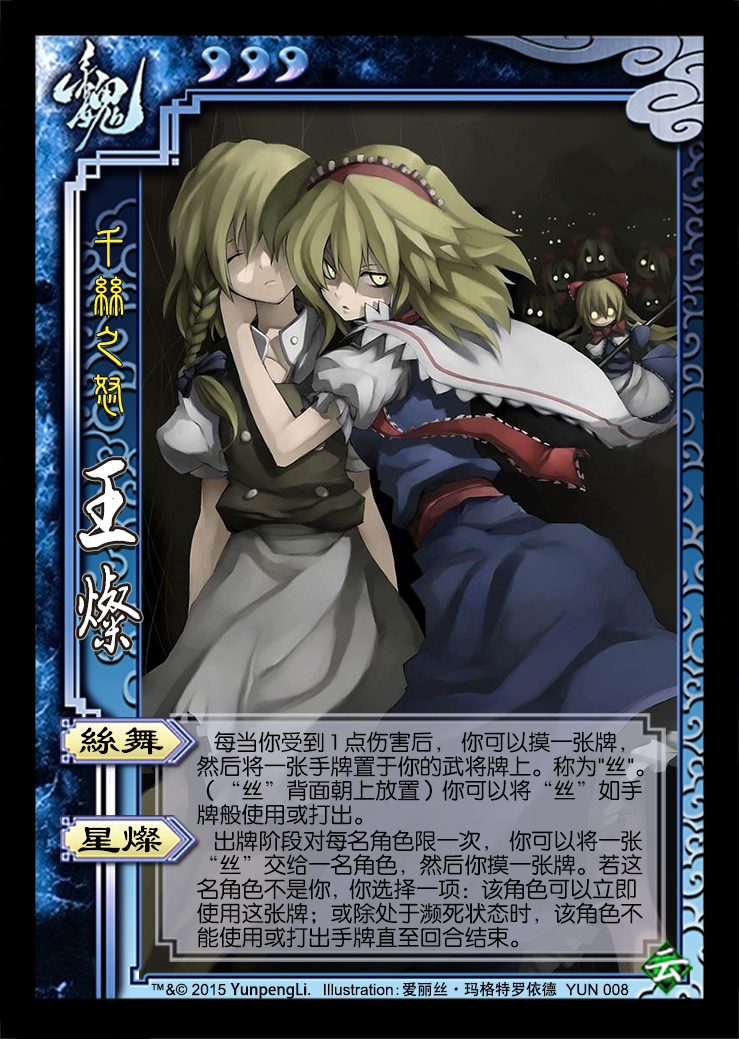 魏
千絲之怒
王燦
絲舞
每当你受到1点伤害后，你可以摸一张牌，
然后将一张手牌置于你的武将牌上。称为"丝"。
（“丝”背面朝上放置）你可以将“丝”如手
牌般使用或打出。
星燦
出牌阶段对每名角色限一次，你可以将一张
“丝”交给一名角色，然后你摸一张牌。若这
名角色不是你，你选择一项：该角色可以立即
使用这张牌；或除处于濒死状态时，该角色不
能使用或打出手牌直至回合结束。
云
™&© 2015 YunpengLi. Illustration：爱丽丝·玛格特罗依德 YUN 008